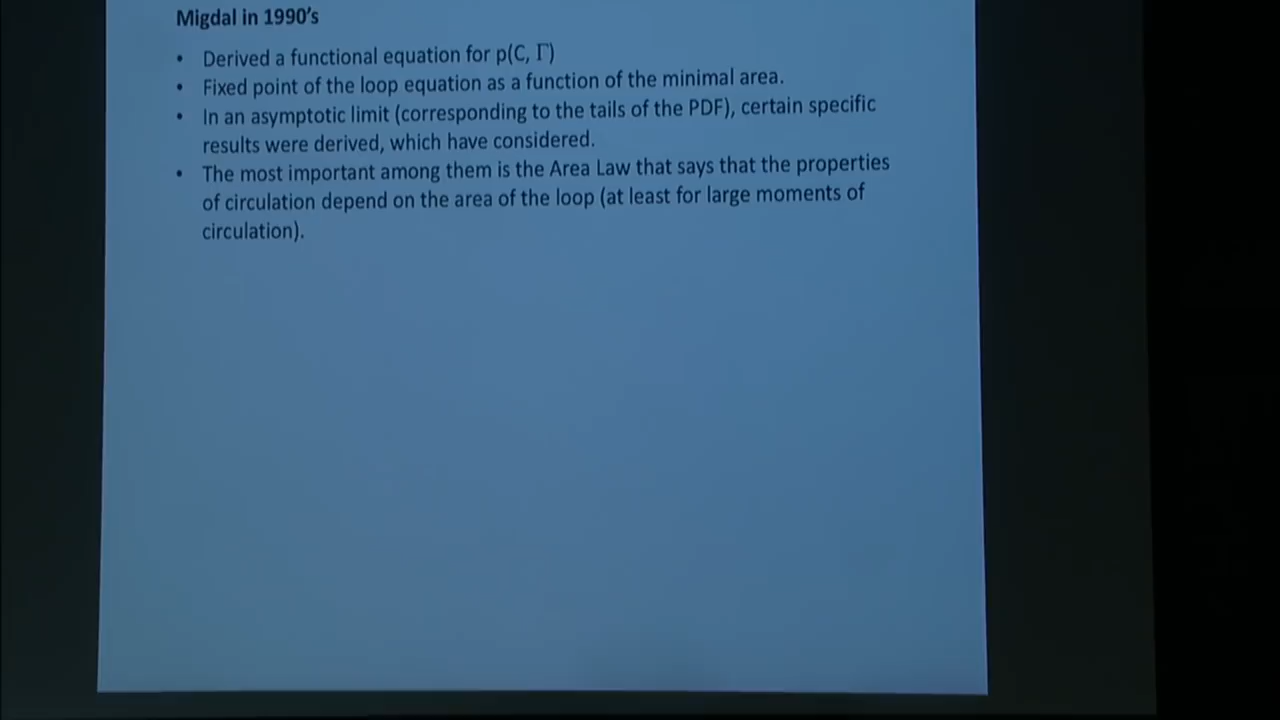 Migdal in 1990’s
• Derived a functional equation for p(C, Γ)
• Fixed point of the loop equation as a function of the minimal area.
• In an asymptotic limit (corresponding to the tails of the PDF), certain specific
results were derived, which have considered.
• The most important among them is the Area Law that says that the properties
of circulation depend on the area of the loop (at least for large moments of
circulation).